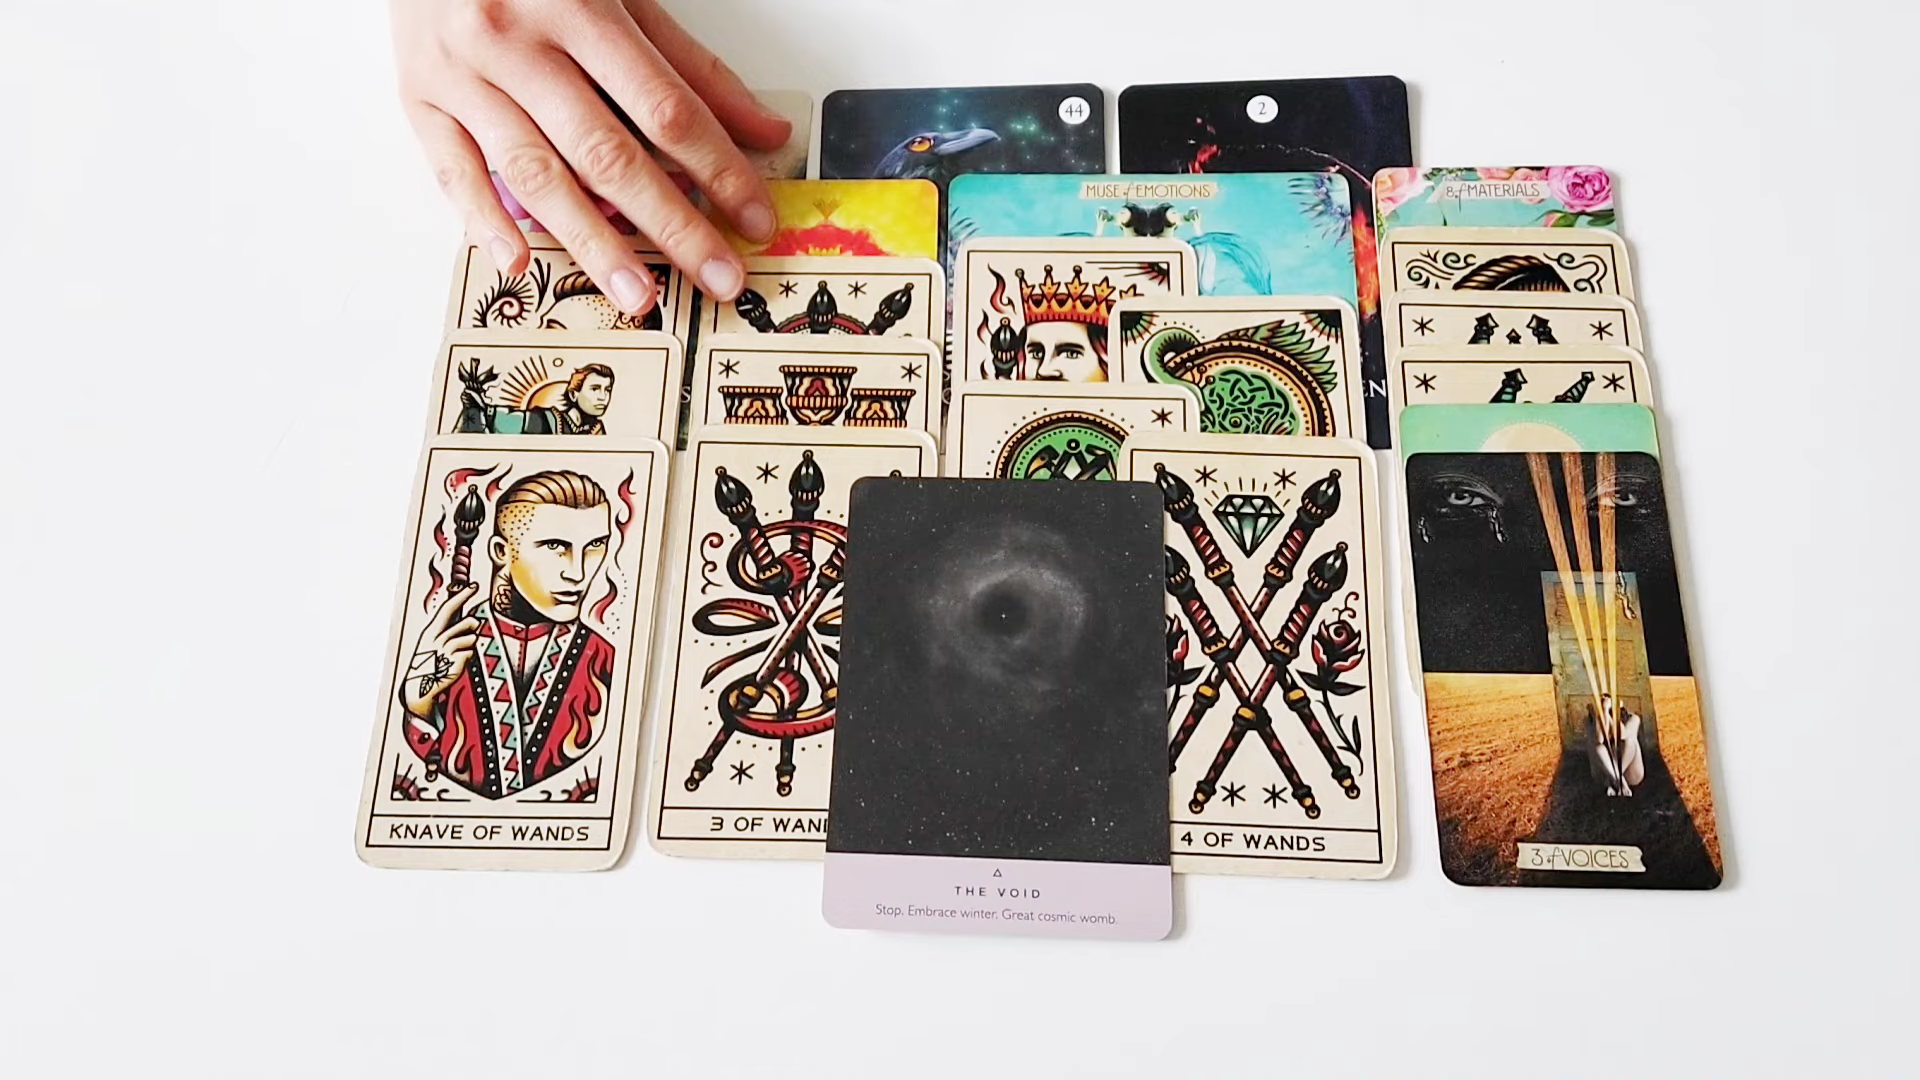 44
2
MUSE of EMOTIONS
8 of MATERIALS
S
EN
KNAVE OF WANDS
3 OF WAN
4 OF WANDS
3 of VOICES
THE VOID
Stop. Embrace winter. Great cosmic womb.